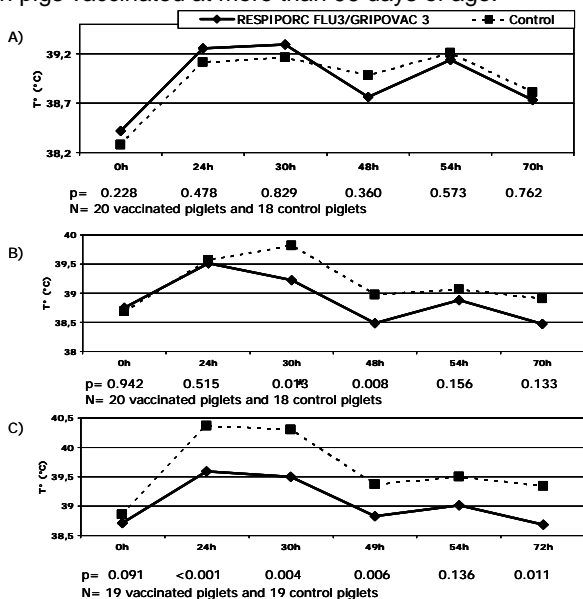 pigs vaccinated at more than
days of age.
RESPIPORC FLU3/GRIPOVAC 3 Control
A)
T° (°C)
39,2
38,7
38,2
0h 24h 30h 48h 54h 70h
p= 0.228 0.478 0.829 0.360 0.573 0.762
N= 20 vaccinated piglets and 18 control piglets
B)
T° (°C)
40
39,5
39
38,5
38
0h 24h 30h 48h 54h 70h
p= 0.942 0.515 0.013 0.008 0.156 0.133
N= 20 vaccinated piglets and 18 control piglets
C)
T° (°C)
40,5
40
39,5
39
38,5
0h 24h 30h 49h 54h 72h
p= 0.091 <0.001 0.004 0.006 0.136 0.011
N= 19 vaccinated piglets and 19 control piglets